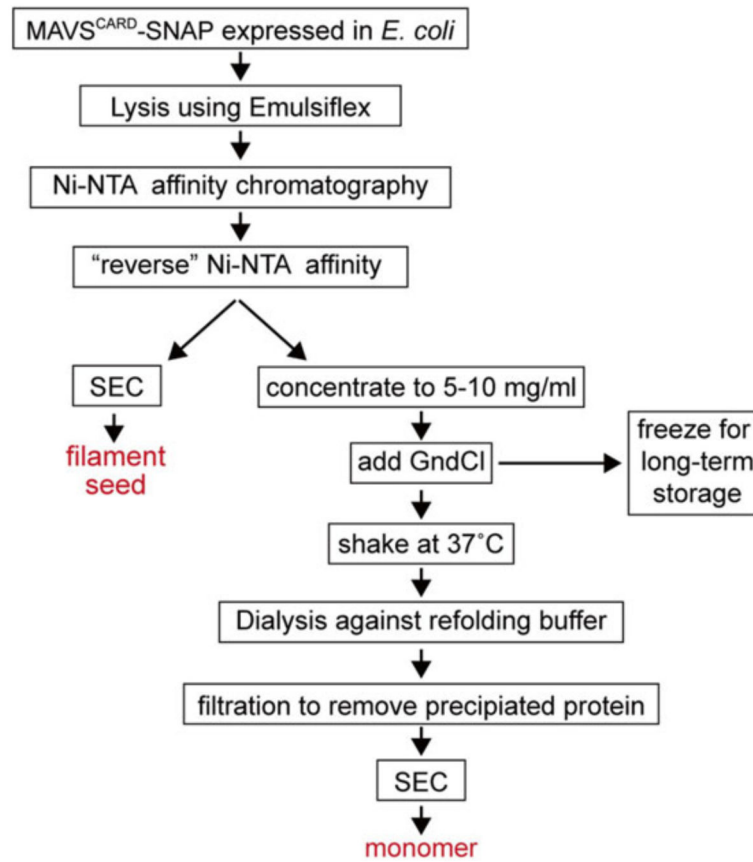 MAVSCARD-SNAP expressed in E. coli
Lysis using Emulsiflex
Ni-NTA affinity chromatography
“reverse” Ni-NTA affinity
SEC
filament
seed
concentrate to 5-10 mg/ml
add GndCl
freeze for
long-term
storage
shake at 37˚C
Dialysis against refolding buffer
filtration to remove precipiated protein
SEC
monomer